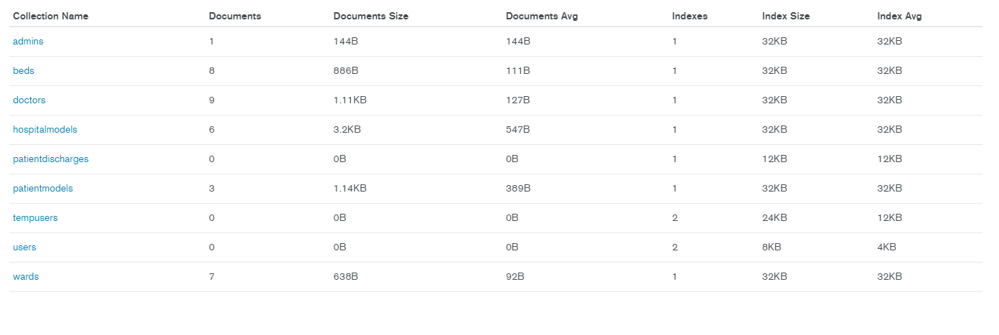 Collection Name Documents Documents Size Documents Avg Indexes Index Size Index Avg
admins 1 144B 144B 1 32KB 32KB
beds 8 886B 111B 1 32KB 32KB
doctors 9 1.11KB 127B 1 32KB 32KB
hospitalmodels 6 3.2KB 547B 1 32KB 32KB
patientdischarges 0 0B 0B 1 12KB 12KB
patientmodels 3 1.14KB 389B 1 32KB 32KB
tempusers 0 0B 0B 2 24KB 12KB
users 0 0B 0B 2 8KB 4KB
wards 7 638B 92B 1 32KB 32KB